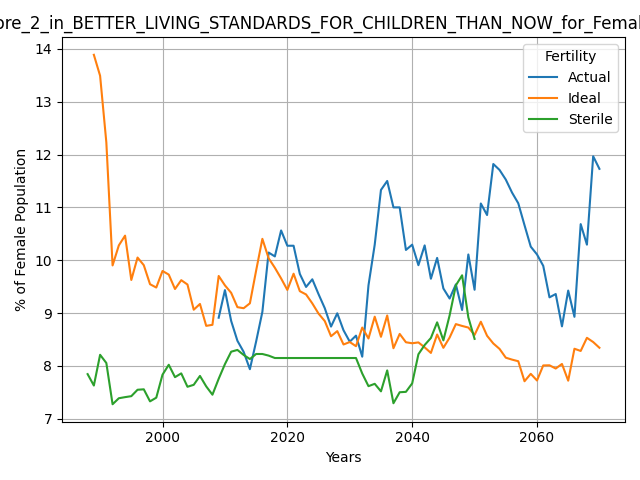 ore_2_in_BETTER_LIVING_STANDARDS_FOR_CHILDREN_THAN_NOW_for_Femal
Fertility
Actual
Ideal
Sterile
14
13
12
11
10
9
8
7
% of Female Population
2000
2020
2040
2060
Years